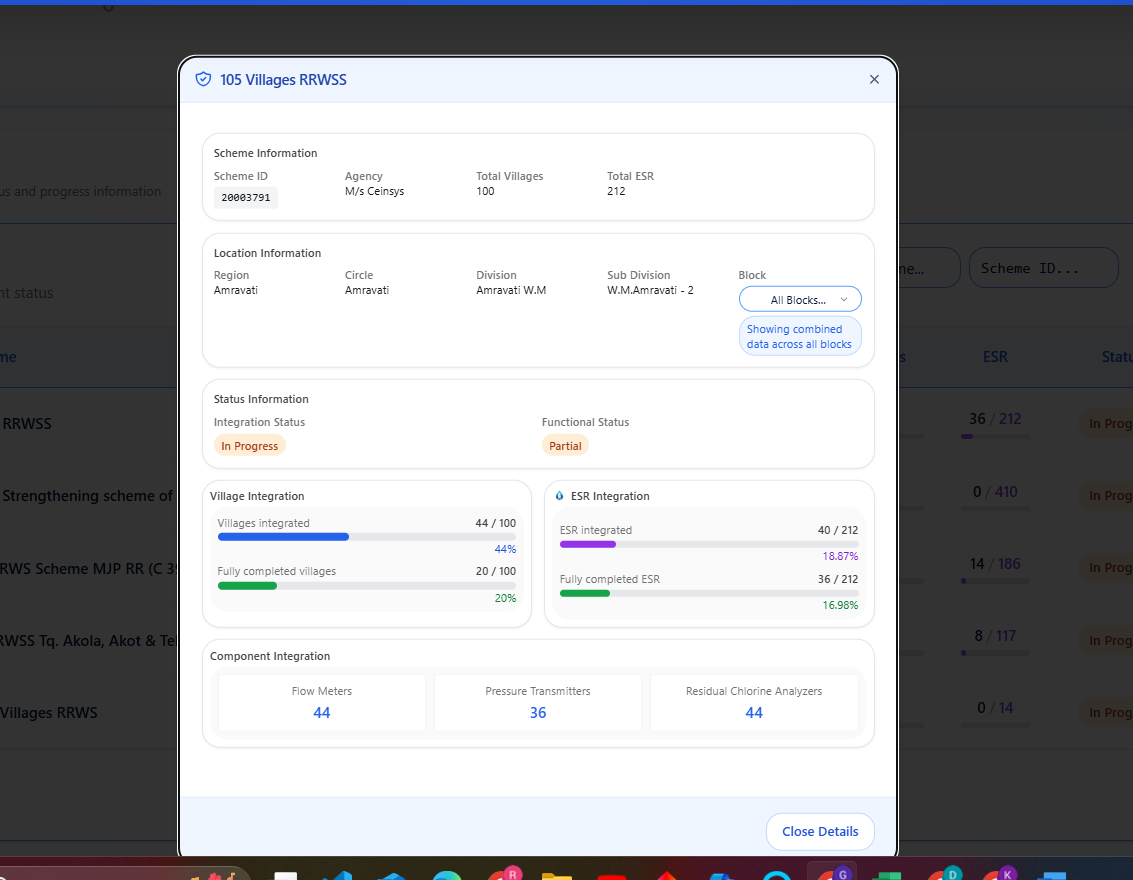 105 Villages RRWSS
Scheme Information
Scheme ID Agency Total Villages Total ESR
20003791 M/s Ceinsys 100 212
us and progress information
Location Information
Region Circle Division Sub Division Block
Amravati Amravati Amravati W.M W.M.Amravati - 2
All Blocks...
Showing combined
data across all blocks
ne... Scheme ID...
nt status
me ESR Statu
Status Information
Integration Status Functional Status
In Progress Partial
RRWSS 36 / 212 In Prog
Village Integration
Villages integrated 44 / 100
44%
Fully completed villages 20 / 100
20%
ESR Integration
ESR integrated 40 / 212
18.87%
Fully completed ESR 36 / 212
16.98%
Strengthening scheme of 0 / 410 In Prog
RWS Scheme MJP RR (C 39 14 / 186 In Prog
RWSS Tq. Akola, Akot & Tel 8 / 117 In Prog
Villages RRWS 0 / 14 In Prog
Component Integration
Flow Meters Pressure Transmitters Residual Chlorine Analyzers
44 36 44
Close Details
R G D K